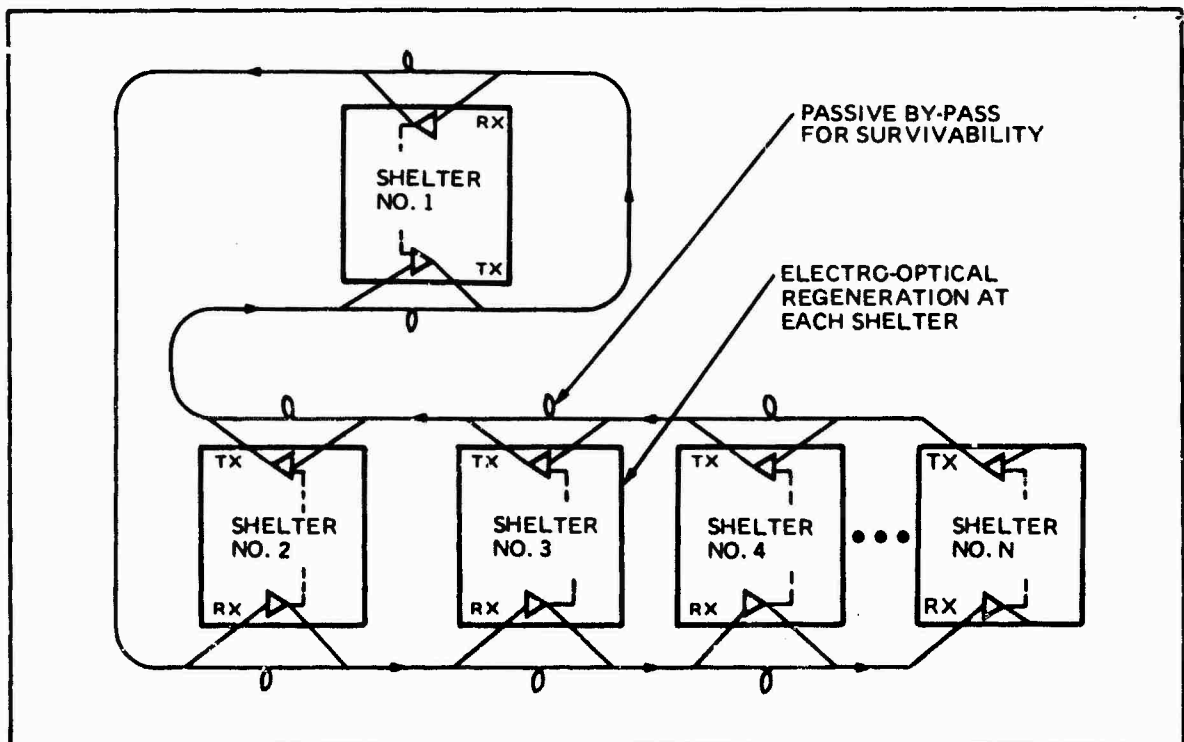 RX
SHELTER
NO. 1
TX
PASSIVE BY-PASS
FOR SURVIVABILITY
ELECTRO-OPTICAL
REGENERATION AT
EACH SHELTER
TX
SHELTER
NO. 2
RX
TX
SHELTER
NO. 3
RX
TX
SHELTER
NO. 4
RX
TX
SHELTER
NO. N
RX